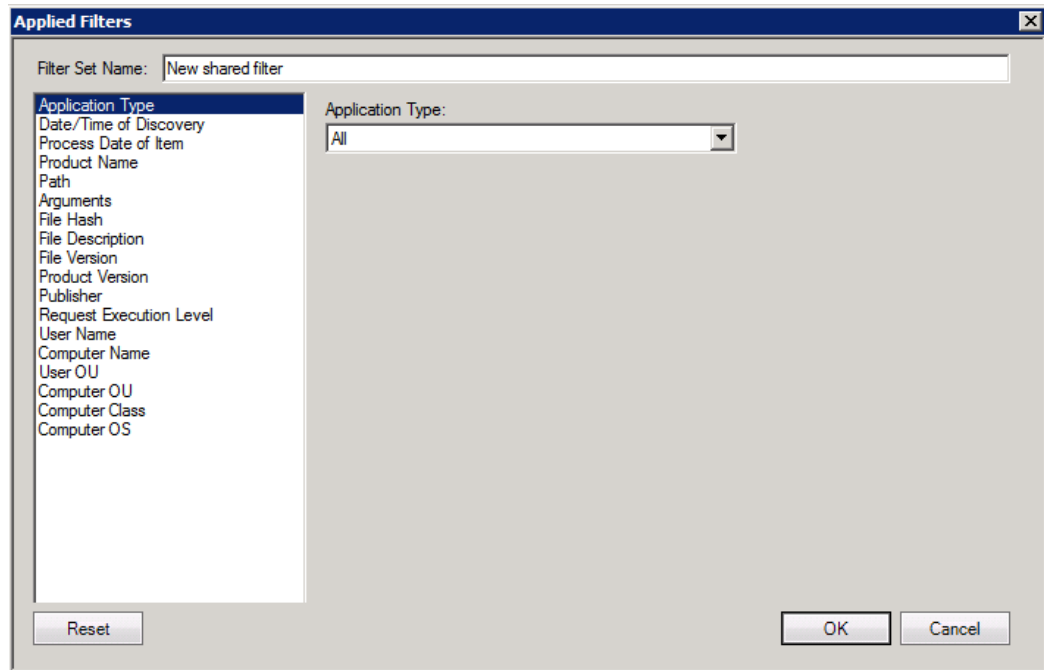 Applied Filters
Filter Set Name: New shared filter
Application Type
Date/Time of Discovery
Process Date of Item
Product Name
Path
Arguments
File Hash
File Description
File Version
Product Version
Publisher
Request Execution Level
User Name
Computer Name
User OU
Computer OU
Computer Class
Computer OS
Application Type:
All
Reset
OK
Cancel